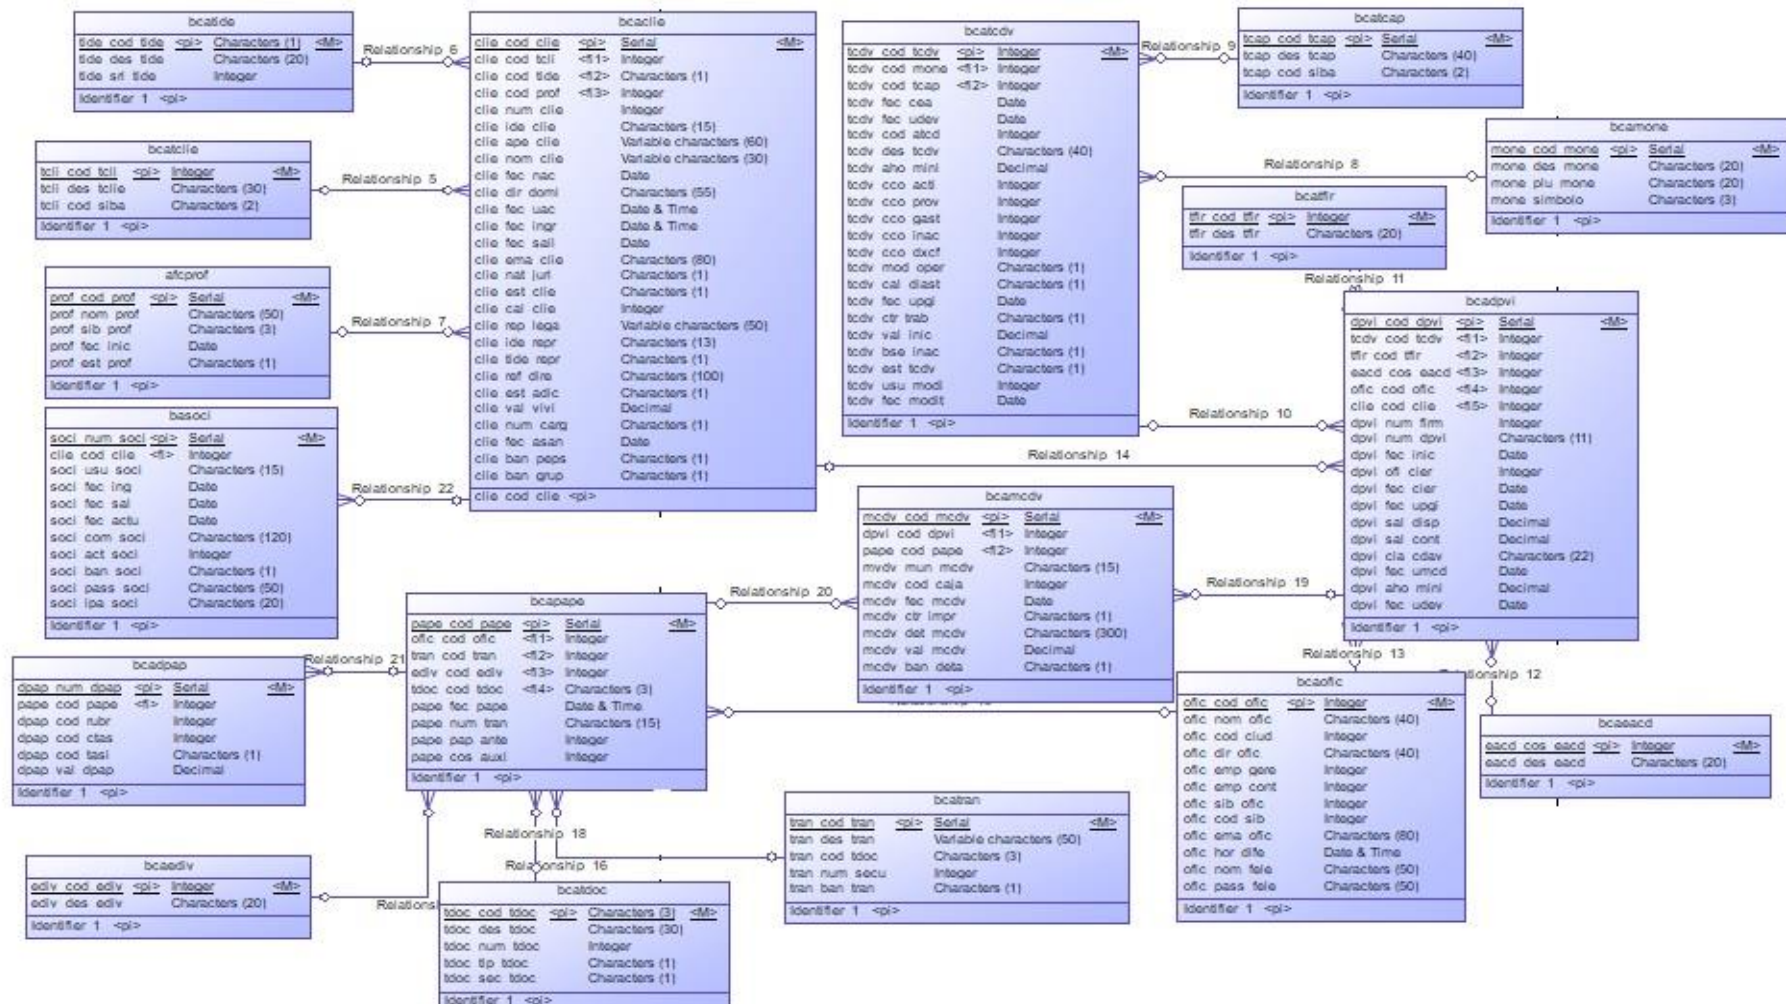 bcatide
tide cod tide <pi> Characters (1) <M>
tide des tide Characters (20)
tide sri tide Integer
Identifier 1 <pi>
Relationship 6
bcatclie
tcli cod tcli <pi> Integer <M>
tcli des tclie Characters (30)
tcli cod siba Characters (2)
Identifier 1 <pi>
Relationship 5
afcprof
prof cod prof <pi> Serial <M>
prof nom prof Characters (50)
prof sib prof Characters (3)
prof fec inic Date
prof est prof Characters (1)
Identifier 1 <pi>
Relationship 7
basoci
soci num soci <pi> Serial <M>
clie cod clie <fi> Integer
soci usu soci Characters (15)
soci fec ing Date
soci fec sal Date
soci fec actu Date
soci com soci Characters (120)
soci act soci Integer
soci ban soci Characters (1)
soci pass soci Characters (50)
soci ipa soci Characters (20)
Identifier 1 <pi>
Relationship 22
bcaclie
clie cod clie <pi> Serial <M>
clie cod tcli <fi1> Integer
clie cod tide <fi2> Characters (1)
clie cod prof <fi3> Integer
clie num clie Integer
clie ide clie Characters (15)
clie ape clie Variable characters (60)
clie nom clie Variable characters (30)
clie fec nac Date
clie dir domi Characters (55)
clie fec uac Date & Time
clie fec ingr Date & Time
clie fec sali Date
clie ema clie Characters (80)
clie nat juri Characters (1)
clie est clie Characters (1)
clie cal clie Integer
clie rep lega Variable characters (50)
clie ide repr Characters (13)
clie tide repr Characters (1)
clie ref dire Characters (100)
clie est adic Characters (1)
clie val vivi Decimal
clie num carg Characters (1)
clie fec asan Date
clie ban peps Characters (1)
clie ban grup Characters (1)
clie cod clie <pi>
bcatcdv
tcdv cod tcdv <pi> Integer <M>
tcdv cod mone <fi1> Integer
tcdv cod tcap <fi2> Integer
tcdv fec cea Date
tcdv fec udev Date
tcdv cod atcd Integer
tcdv des tcdv Characters (40)
tcdv aho mini Decimal
tcdv cco acti Integer
tcdv cco prov Integer
tcdv cco gast Integer
tcdv cco inac Integer
tcdv cco dxcf Integer
tcdv mod oper Characters (1)
tcdv cal diast Characters (1)
tcdv fec upgi Date
tcdv ctr trab Characters (1)
tcdv val inic Decimal
tcdv bse inac Characters (1)
tcdv est tcdv Characters (1)
tcdv usu modi Integer
tcdv fec modit Date
Identifier 1 <pi>
Relationship 9
bcatcap
tcap cod tcap <pi> Serial <M>
tcap des tcap Characters (40)
tcap cod siba Characters (2)
Identifier 1 <pi>
Relationship 8
bcamone
mone cod mone <pi> Serial <M>
mone des mone Characters (20)
mone plu mone Characters (20)
mone simbolo Characters (3)
Identifier 1 <pi>
bcatfir
tfir cod tfir <pi> Integer <M>
tfir des tfir Characters (20)
Identifier 1 <pi>
Relationship 11
bcadpvi
dpvi cod dpvi <pi> Serial <M>
tcdv cod tcdv <fi1> Integer
tfir cod tfir <fi2> Integer
eacd cos eacd <fi3> Integer
ofic cod ofic <fi4> Integer
clie cod clie <fi5> Integer
dpvi num firm Integer
dpvi num dpvi Characters (11)
dpvi fec inic Date
dpvi ofi cier Integer
dpvi fec cier Date
dpvi fec upgi Date
dpvi sal disp Decimal
dpvi sal cont Decimal
dpvi cla cdav Characters (22)
dpvi fec umcd Date
dpvi aho mini Decimal
dpvi fec udev Date
Identifier 1 <pi>
Relationship 10
Relationship 14
bcamcdv
mcdv cod mcdv <pi> Serial <M>
dpvi cod dpvi <fi1> Integer
pape cod pape <fi2> Integer
mvdv mun mcdv Characters (15)
mcdv cod caja Integer
mcdv fec mcdv Date
mcdv ctr impr Characters (1)
mcdv det mcdv Characters (300)
mcdv val mcdv Decimal
mcdv ban deta Characters (1)
Identifier 1 <pi>
Relationship 20
Relationship 19
bcapape
pape cod pape <pi> Serial <M>
ofic cod ofic <fi1> Integer
tran cod tran <fi2> Integer
ediv cod ediv <fi3> Integer
tdoc cod tdoc <fi4> Characters (3)
pape fec pape Date & Time
pape num tran Characters (15)
pape pap ante Integer
pape cos auxi Integer
Identifier 1 <pi>
Relationship 21
bcadpap
dpap num dpap <pi> Serial <M>
pape cod pape <fi> Integer
dpap cod rubr Integer
dpap cod ctas Integer
dpap cod tasi Characters (1)
dpap val dpap Decimal
Identifier 1 <pi>
Relationship 13
Relationship 12
bcaofic
ofic cod ofic <pi> Integer <M>
ofic nom ofic Characters (40)
ofic cod ciud Integer
ofic dir ofic Characters (40)
ofic emp gere Integer
ofic emp cont Integer
ofic sib ofic Integer
ofic cod sib Integer
ofic ema ofic Characters (80)
ofic hor dife Date & Time
ofic nom fele Characters (50)
ofic pass fele Characters (50)
Identifier 1 <pi>
bcaeacd
eacd cos eacd <pi> Integer <M>
eacd des eacd Characters (20)
Identifier 1 <pi>
Relationship 18
bcatran
tran cod tran <pi> Serial <M>
tran des tran Variable characters (50)
tran cod tdoc Characters (3)
tran num secu Integer
tran ban tran Characters (1)
Identifier 1 <pi>
Relationship 16
bcaediv
ediv cod ediv <pi> Integer <M>
ediv des ediv Characters (20)
Identifier 1 <pi>
Relations
bcatdoc
tdoc cod tdoc <pi> Characters (3) <M>
tdoc des tdoc Characters (30)
tdoc num tdoc Integer
tdoc tip tdoc Characters (1)
tdoc sec tdoc Characters (1)
Identifier 1 <pi>